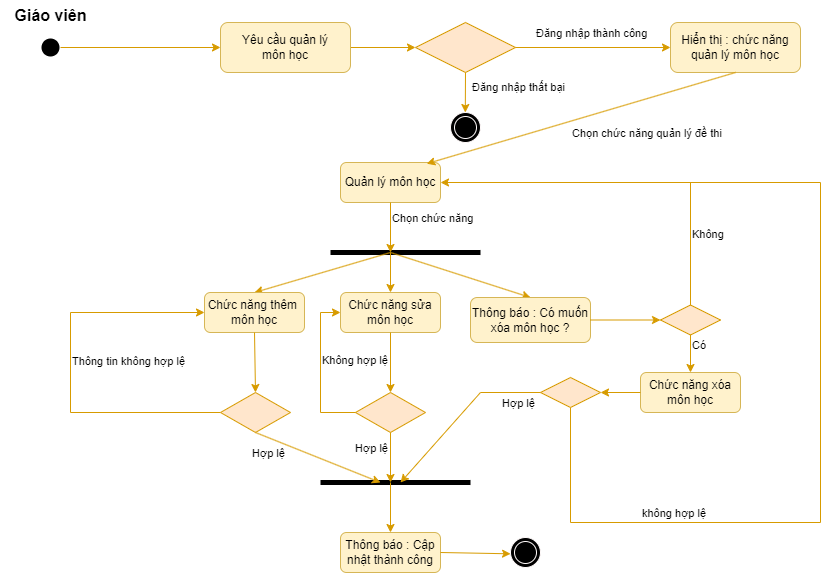 Giáo viên
Yêu cầu quản lý
môn học
Đăng nhập thành công
Hiển thị : chức năng
quản lý môn học
Đăng nhập thất bại
Chọn chức năng quản lý đề thi
Quản lý môn học
Chọn chức năng
Không
Chức năng thêm
môn học
Chức năng sửa
môn học
Thông báo : Có muốn
xóa môn học ?
Có
Thông tin không hợp lệ
Không hợp lệ
Chức năng xóa
môn học
Hợp lệ
Hợp lệ
Hợp lệ
không hợp lệ
Thông báo : Cập
nhật thành công